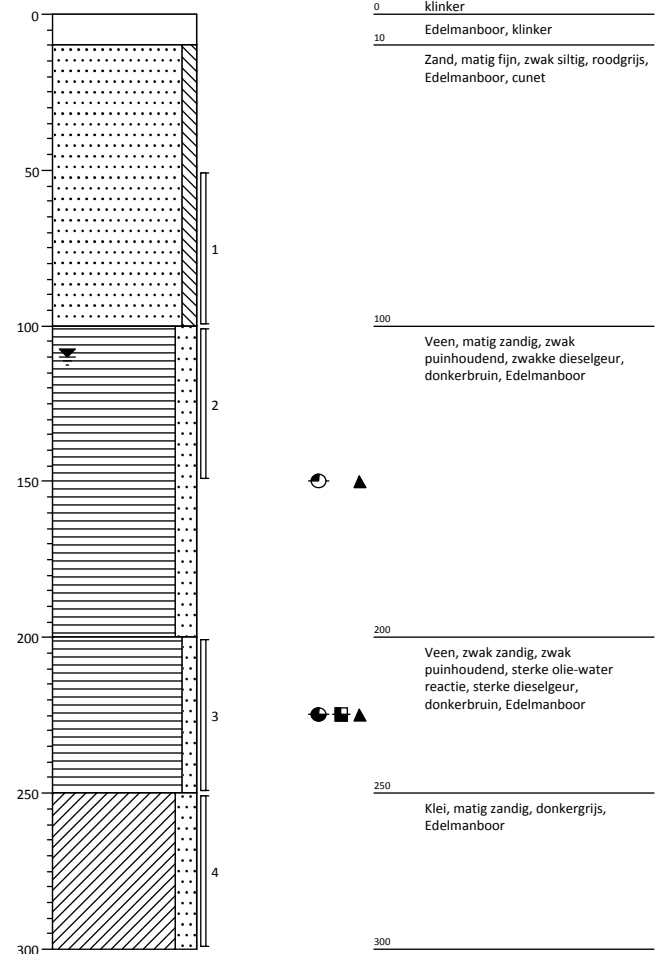 0
klinker
Edelmanboor, klinker
10
Zand, matig fijn, zwak siltig, roodgrijs,
Edelmanboor, cunet
100
Veen, matig zandig, zwak
puinhoudend, zwakke dieselgeur,
donkerbruin, Edelmanboor
200
Veen, zwak zandig, zwak
puinhoudend, sterke olie-water
reactie, sterke dieselgeur,
donkerbruin, Edelmanboor
250
Klei, matig zandig, donkergrijs,
Edelmanboor
300
0
50
100
150
200
250
300
1
2
3
4